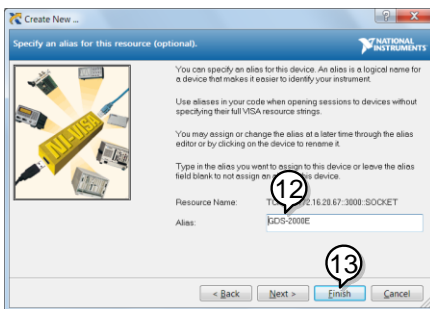 Create New ...
Specify an alias for this resource (optional).
NATIONAL
INSTRUMENTS
You can specify an alias for this device. An alias is a logical name for
a device that makes it easier to identify your instrument.
Use aliases in your code when opening sessions to devices without
specifying their full VISA resource strings.
You may assign or change the alias at a later time through the alias
editor or by clicking on the device to rename it.
Type in the alias you want to assign to this device or leave the alias
field blank to not assign an device.
12
Resource Name: 2.16.20.67::3000::SOCKET
Alias: GDS-2000E
NI-VISA
13
< Back Next > Finish Cancel